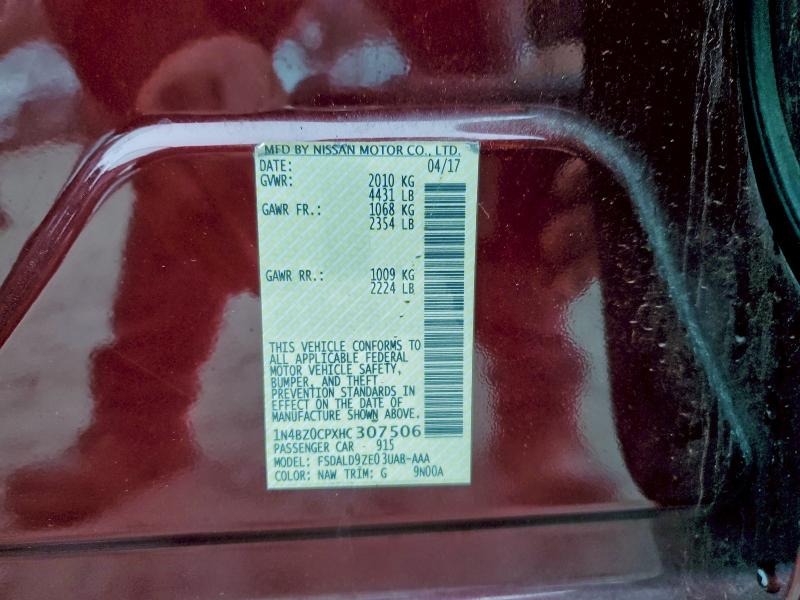 MFD BY NISSAN MOTOR CO., LTD.
DATE: 04/17
GVWR: 2010 KG
4431 LB
GAWR FR.: 1068 KG
2354 LB
GAWR RR.: 1009 KG
2224 LB
THIS VEHICLE CONFORMS TO
ALL APPLICABLE FEDERAL
MOTOR VEHICLE SAFETY,
BUMPER, AND THEFT
PREVENTION STANDARDS IN
EFFECT ON THE DATE OF
MANUFACTURE SHOWN ABOVE.
1N4BZ0CPXHC307506
PASSENGER CAR 915
MODEL: FSDALD9ZE03UAB-AAA
COLOR: NAW TRIM: G 9N00A